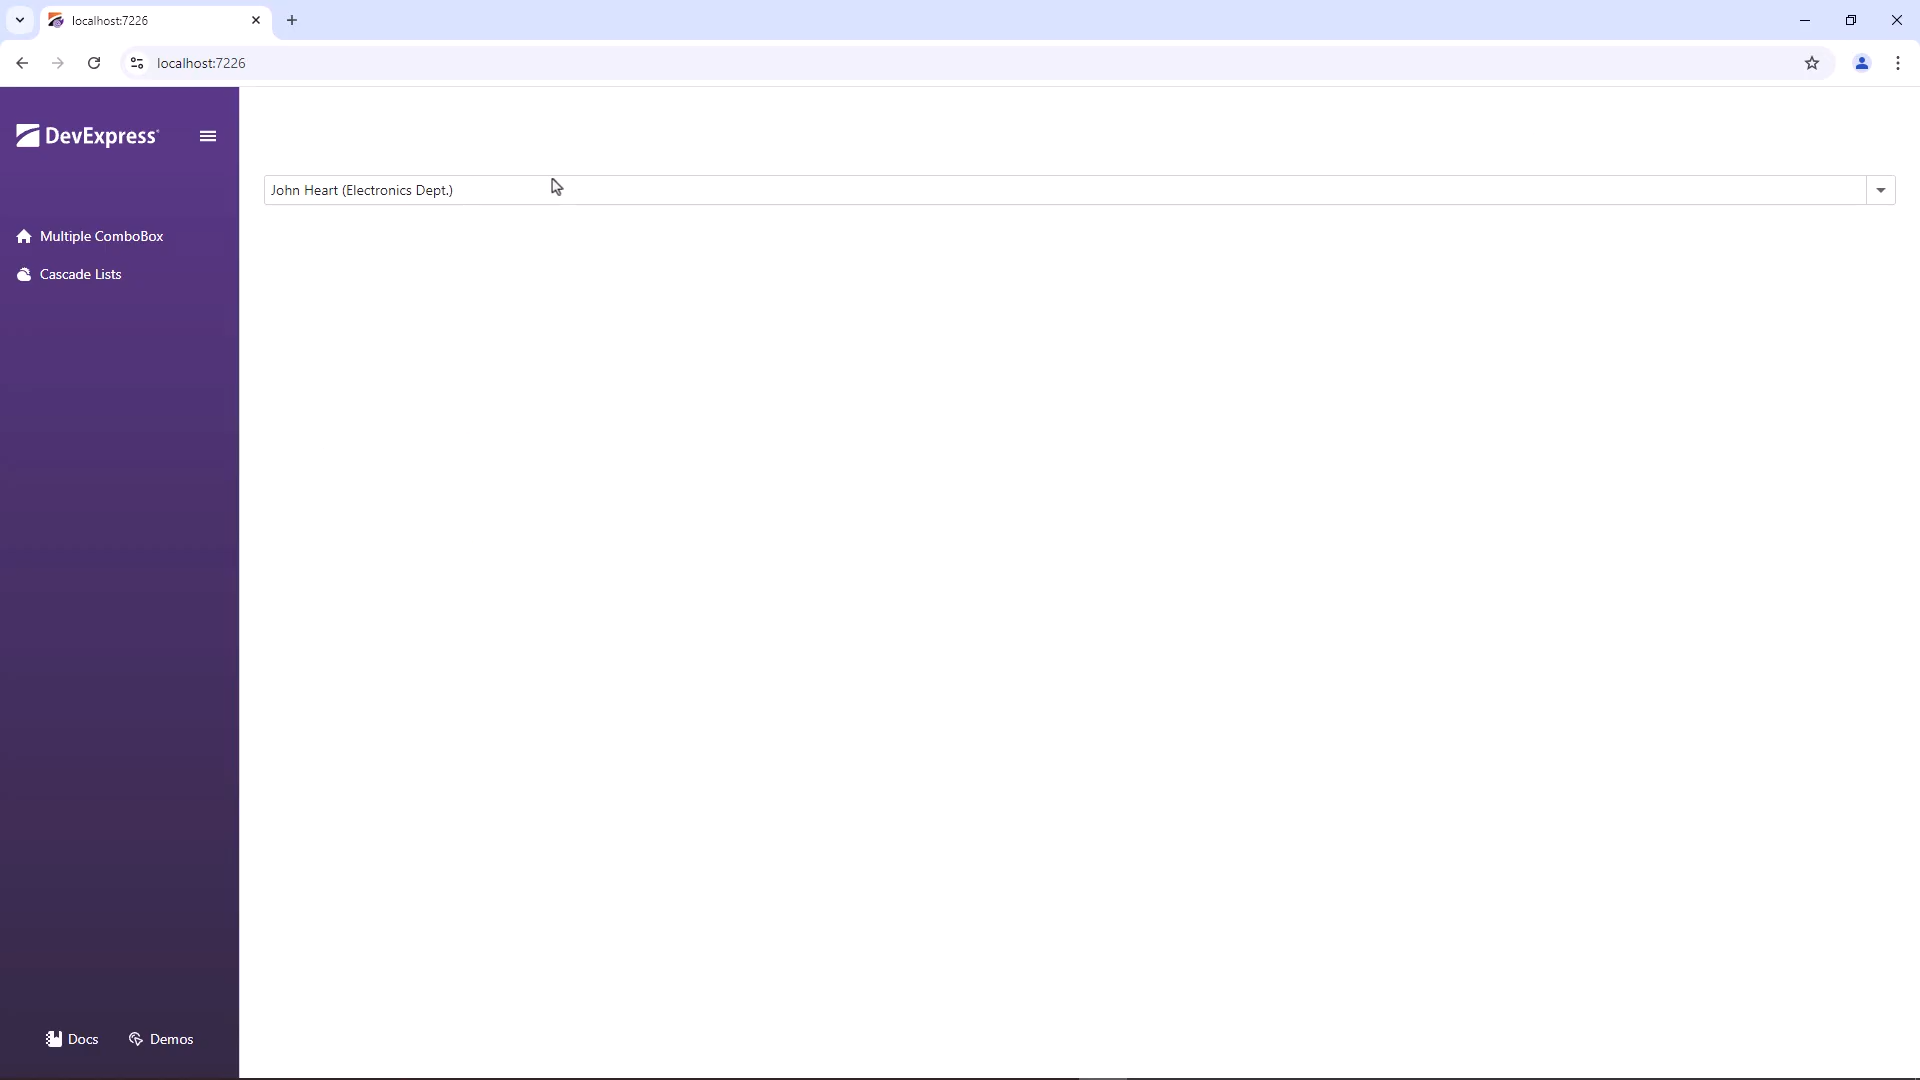 localhost:7226
localhost:7226
DevExpress
John Heart (Electronics Dept.)
Multiple ComboBox
Cascade Lists
Docs
Demos